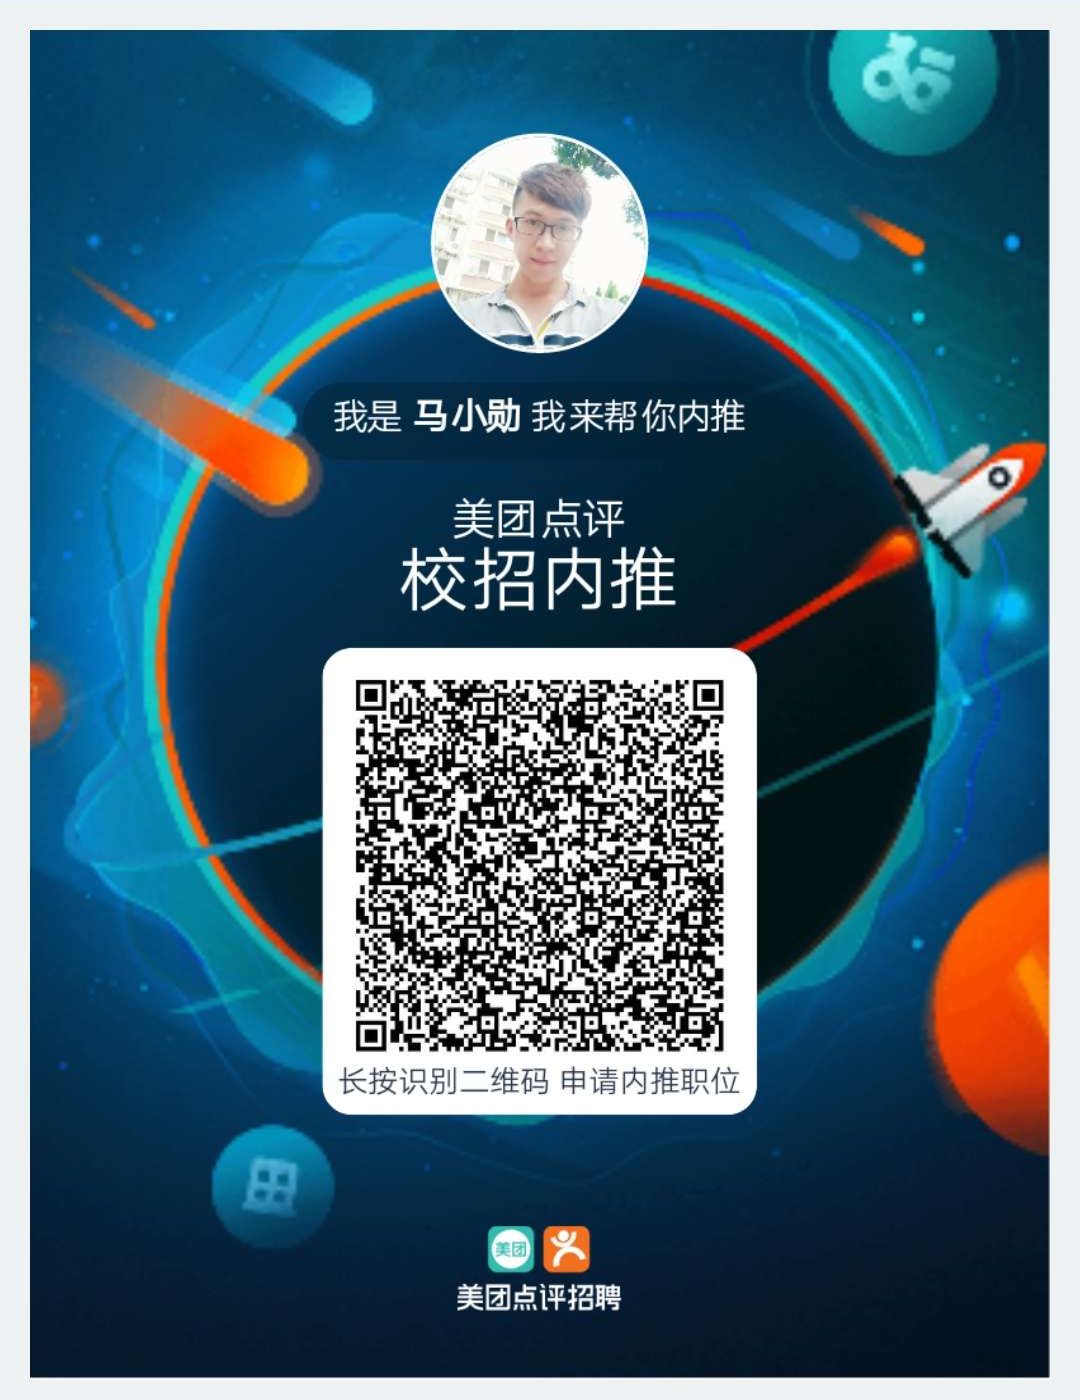 我是 马小勋 我来帮你内推
美团点评
校招内推
长按识别二维码 申请内推职位
美团
美团点评招聘